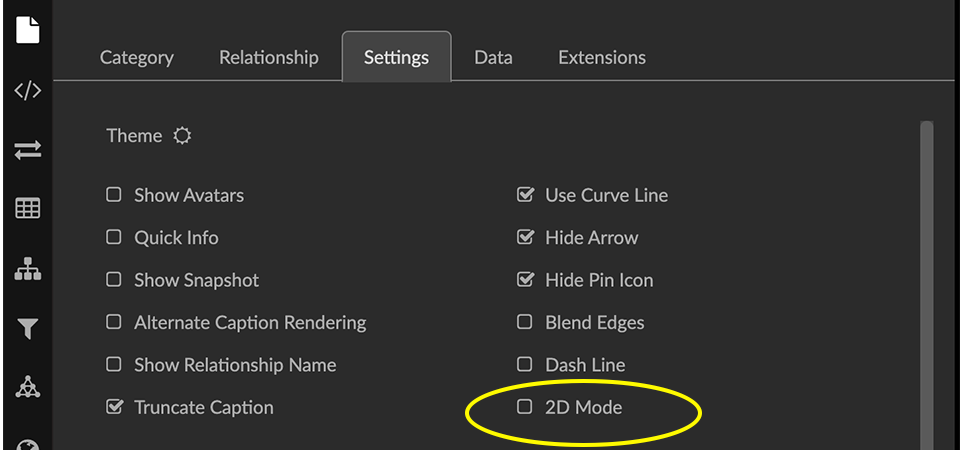 Category Relationship Settings Data Extensions
Theme
Show Avatars
Quick Info
Show Snapshot
Alternate Caption Rendering
Show Relationship Name
Truncate Caption
Use Curve Line
Hide Arrow
Hide Pin Icon
Blend Edges
Dash Line
2D Mode